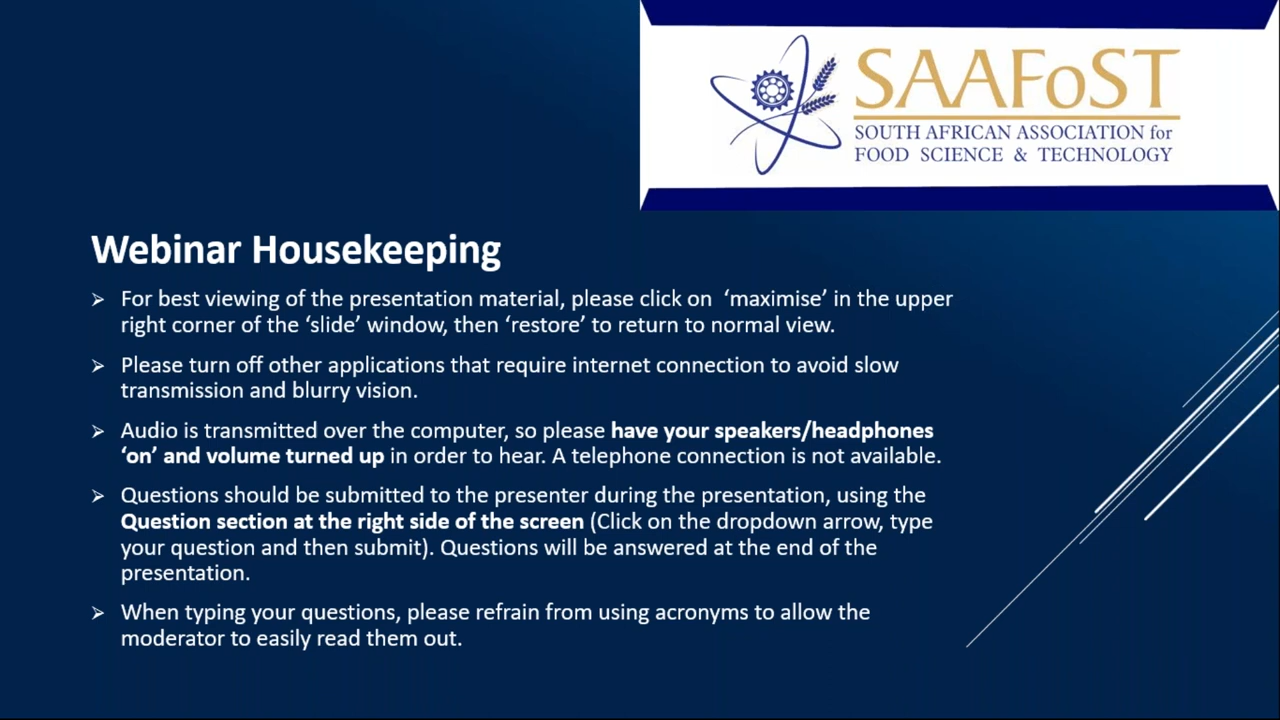 SAAFoST
SOUTH AFRICAN ASSOCIATION for
FOOD SCIENCE & TECHNOLOGY
Webinar Housekeeping
For best viewing of the presentation material, please click on ‘maximise’ in the upper
right corner of the ‘slide’ window, then ‘restore’ to return to normal view.
Please turn off other applications that require internet connection to avoid slow
transmission and blurry vision.
Audio is transmitted over the computer, so please have your speakers/headphones
‘on’ and volume turned up in order to hear. A telephone connection is not available.
Questions should be submitted to the presenter during the presentation, using the
Question section at the right side of the screen (Click on the dropdown arrow, type
your question and then submit). Questions will be answered at the end of the
presentation.
When typing your questions, please refrain from using acronyms to allow the
moderator to easily read them out.